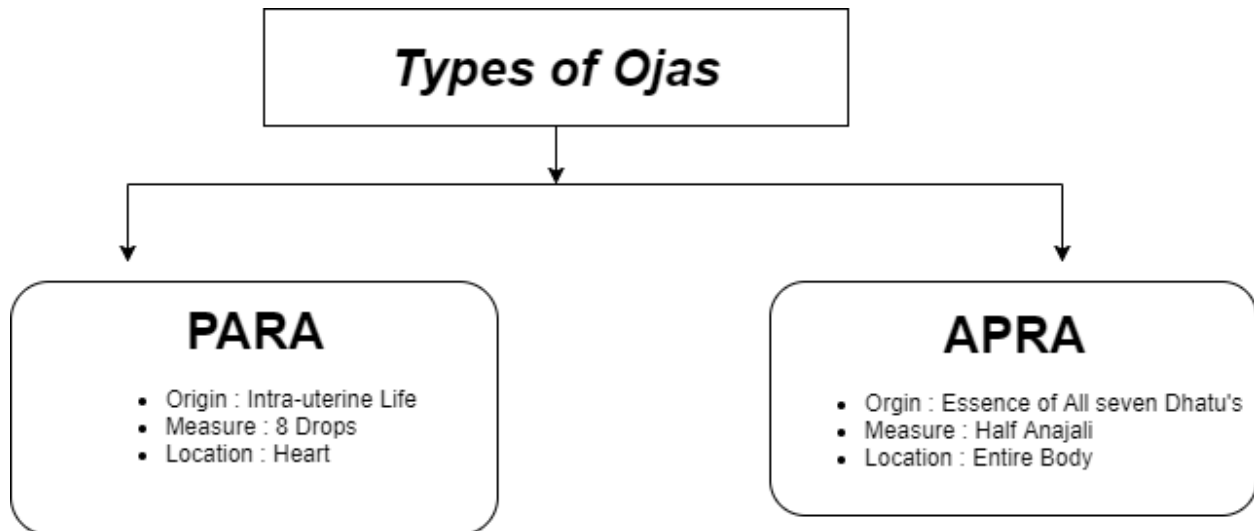 Types of Ojas
PARA
• Origin : Intra-uterine Life
• Measure : 8 Drops
• Location : Heart
APRA
• Orgin : Essence of All seven Dhatu's
• Measure : Half Anajali
• Location : Entire Body